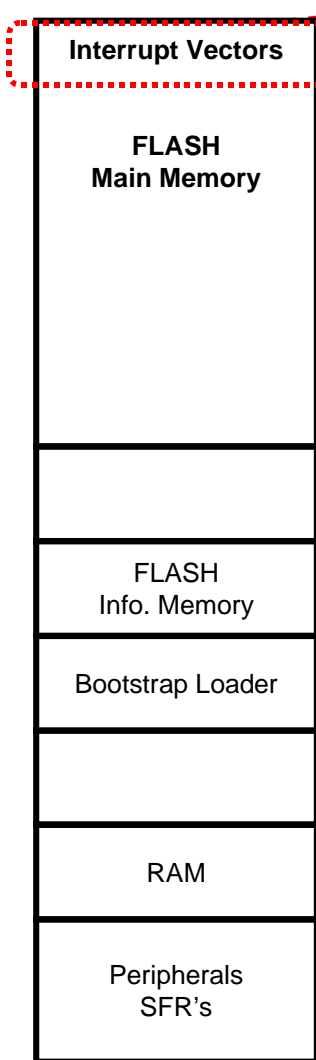 Interrupt Vectors
FLASH
Main Memory
FLASH
Info. Memory
Bootstrap Loader
RAM
Peripherals
SFR's